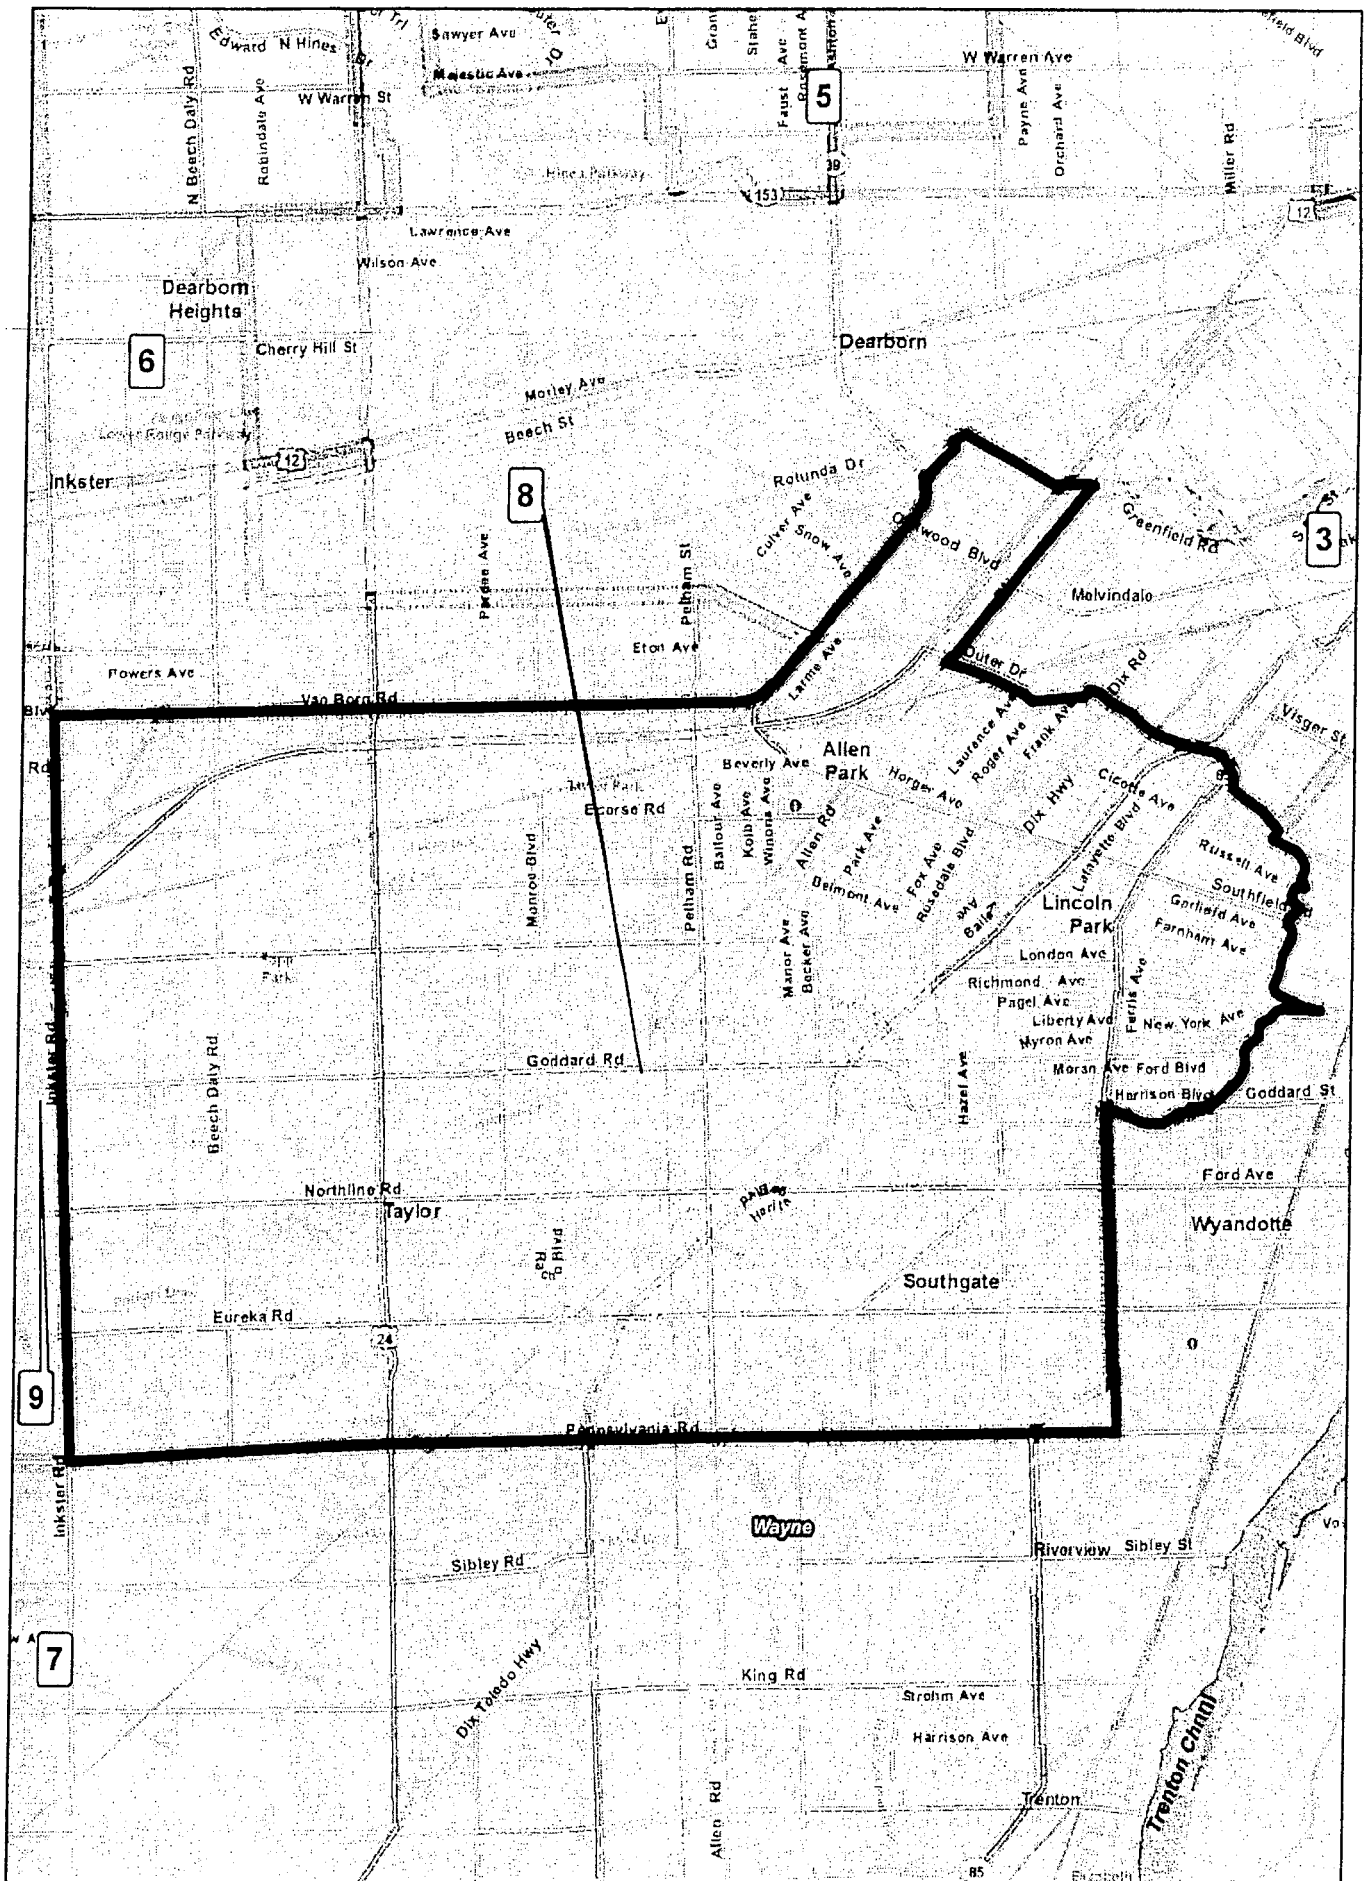 Sawyer Ave
Edward N Hines
Dr
Majestic Ave
W Warren Ave
W Warren St
N Beech Daly Rd
Robindale Ave
Faust Ave
5
Payne Ave
Orchard Ave
Miller Rd
39
Hines Parkway
153
12
Lawrence Ave
Wilson Ave
Dearborn
Heights
Dearborn
6
Cherry Hill St
Morley Ave
Beech St
12
Inkster
Rotunda Dr
8
Culver Ave
Snow Ave
Greenfield Rd
3
Pardee Ave
Pelham St
Melvindale
Eton Ave
Larme Ave
Outer Dr
Dix Rd
Powers Ave
Van Born Rd
Visger St
Blv
Rd
Allen
Park
Laurence Ave
Roger Ave
Frank Av
Beverly Ave
Horger Ave
Cicotte Ave
Dix Hwy
Ecorse Rd
Balfour Ave
Kolb Ave
Winona Ave
Allen Rd
Park Ave
Lafayette Blvd
Monroe Blvd
Pelham Rd
Belmont Ave
Fox Ave
Rosedale Blvd
Russell Ave
Lincoln
Park
Garfield Ave
Farnham Ave
Manor Ave
Becker Ave
London Ave
Richmond Ave
Pagel Ave
Liberty Avd
Ferris Ave
New York Ave
Myron Ave
Inkster Rd
Goddard Rd
Moran Ave
Ford Blvd
Beech Daly Rd
Hazel Ave
Harrison Blvd
Goddard St
Northline Rd
Taylor
Ford Ave
Wyandotte
Southgate
Eureka Rd
24
9
Pennsylvania Rd
Inkster Rd
Wayne
Sibley Rd
Riverview
Sibley St
7
Dix Toledo Hwy
King Rd
Strohm Ave
Harrison Ave
Trenton Chnnl
Allen Rd
Trenton
85